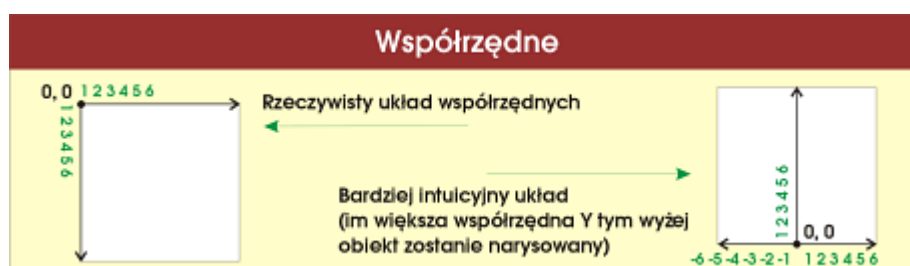 Współrzędne
0, 0 1 2 3 4 5 6
1 2 3 4 5 6
Rzeczywisty układ współrzędnych
Bardziej intuicyjny układ
(im większa współrzędna Y tym wyżej
obiekt zostanie narysowany)
1 2 3 4 5 6
0, 0
-6 -5 -4 -3 -2 -1 1 2 3 4 5 6